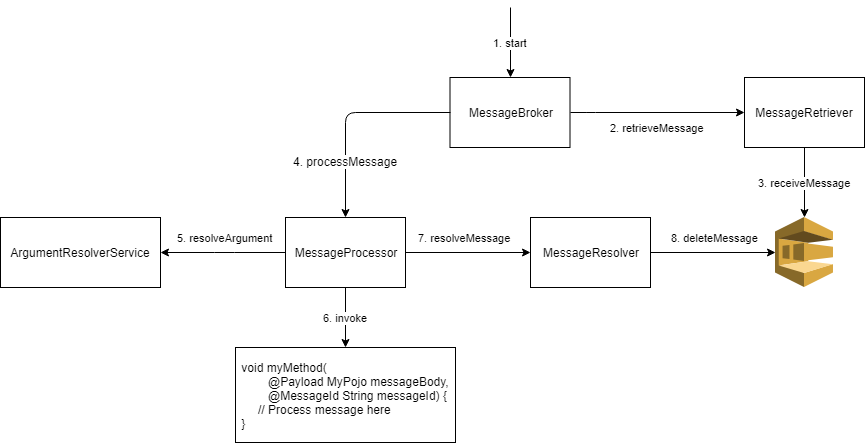 1. start
MessageBroker
2. retrieveMessage
MessageRetriever
4. processMessage
3. receiveMessage
ArgumentResolverService
5. resolveArgument
MessageProcessor
7. resolveMessage
MessageResolver
8. deleteMessage
6. invoke
void myMethod(
@Payload MyPojo messageBody,
@MessageId String messageId) {
// Process message here
}